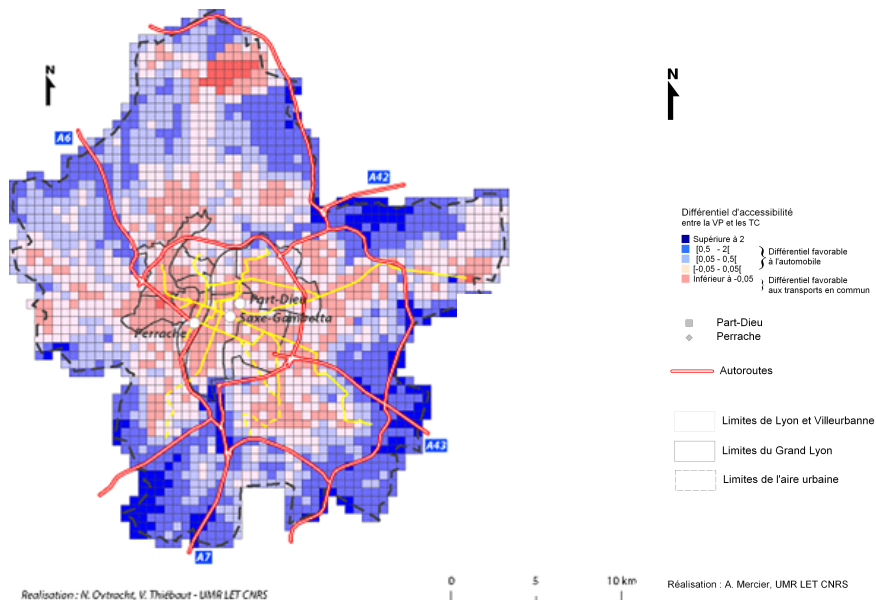 N
N
A6
A42
Différentiel d'accessibilité
entre la VP et les TC
Supérieure à 2
[0,5 - 2[
[0,05 - 0,5[
[-0,05 - 0,05[
Inférieur à -0,05
Différentiel favorable
à l'automobile
Différentiel favorable
aux transports en commun
Part-Dieu
Saxe-Gambetta
Perrache
Part-Dieu
Perrache
Autoroutes
Limites de Lyon et Villeurbanne
Limites du Grand Lyon
Limites de l'aire urbaine
A43
A7
0 5 10 km
Realisation : N. Ovtracht, V. Thiébaut - UMR LET CNRS
Réalisation : A. Mercier, UMR LET CNRS